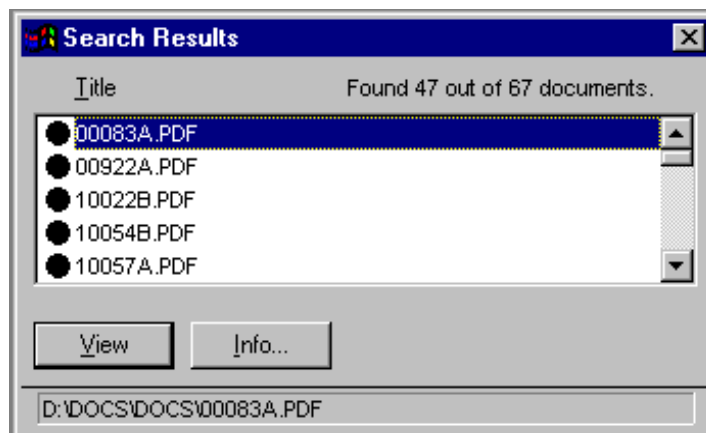 Search Results
Title Found 47 out of 67 documents.
00083A.PDF
00922A.PDF
10022B.PDF
10054B.PDF
10057A.PDF
View Info...
D:\DOCS\DOCS\00083A.PDF